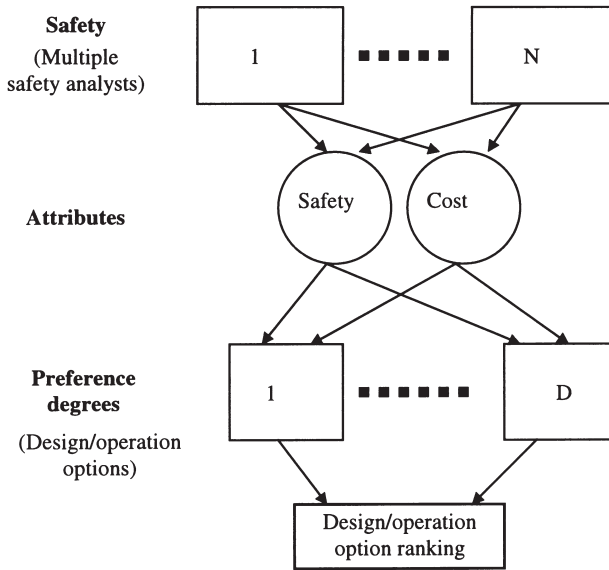 Safety
(Multiple
safety analysts)
1
N
Attributes
Safety
Cost
Preference
degrees
(Design/operation
options)
1
D
Design/operation
option ranking